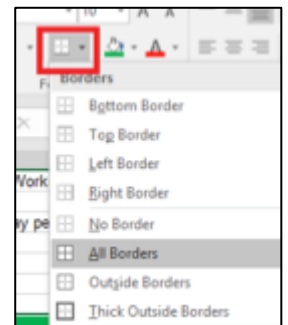 10
A A
A
F
Borders
Bottom Border
Top Border
Left Border
Work
Right Border
ay pe
No Border
All Borders
Outside Borders
Thick Outside Borders